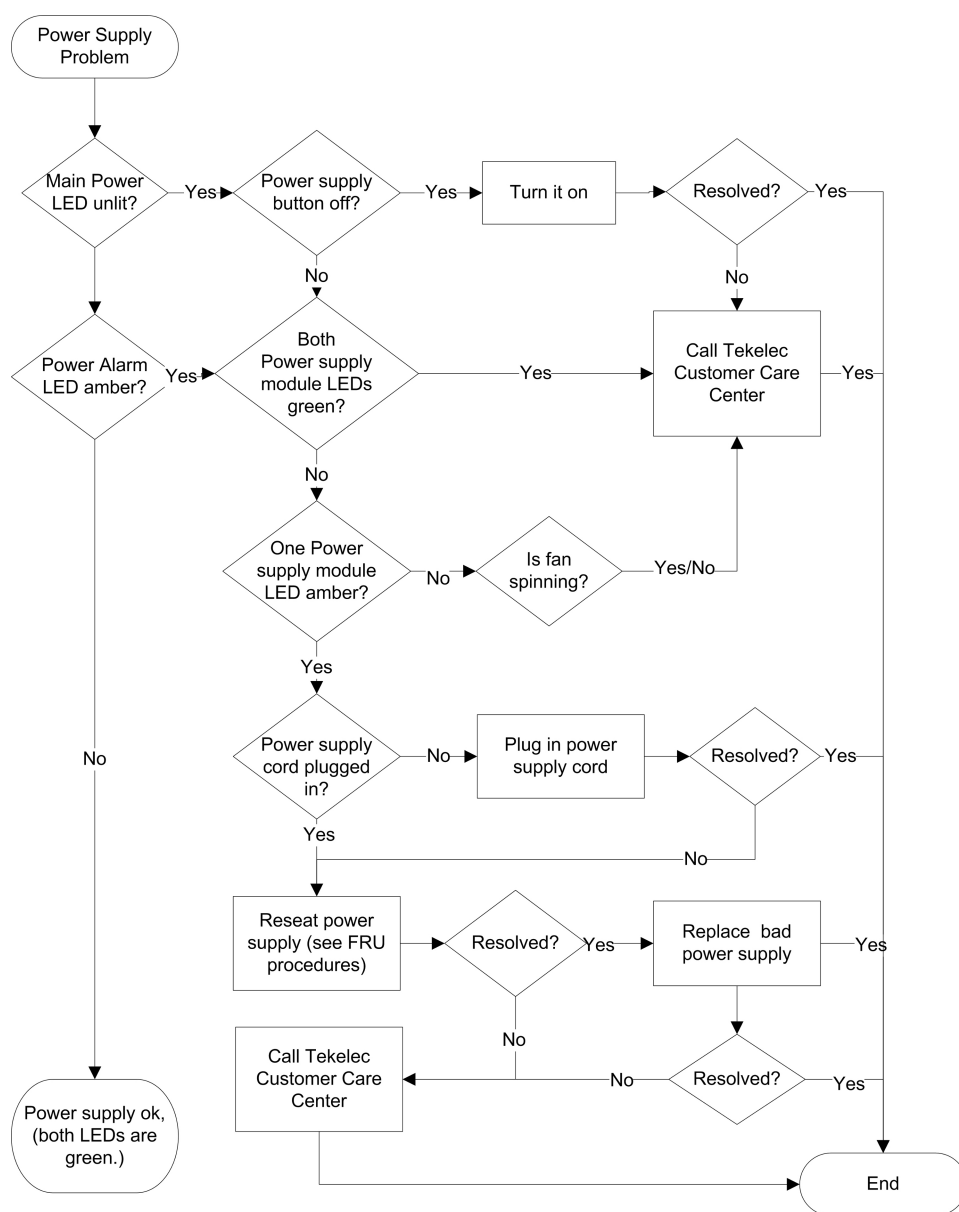 Power Supply
Problem
Main Power
LED unlit?
Yes
Power supply
button off?
Yes
Turn it on
Resolved?
Yes
No
No
Power Alarm
LED amber?
Yes
Both
Power supply
module LEDs
green?
Yes
Call Tekelec
Customer Care
Center
Yes
No
One Power
supply module
LED amber?
No
Is fan
spinning?
Yes/No
Yes
No
Power supply
cord plugged
in?
No
Plug in power
supply cord
Resolved?
Yes
Yes
No
Reseat power
supply (see FRU
procedures)
Resolved?
Yes
Replace bad
power supply
Yes
No
Call Tekelec
Customer Care
Center
No
Resolved?
Yes
Power supply ok,
(both LEDs are
green.)
End